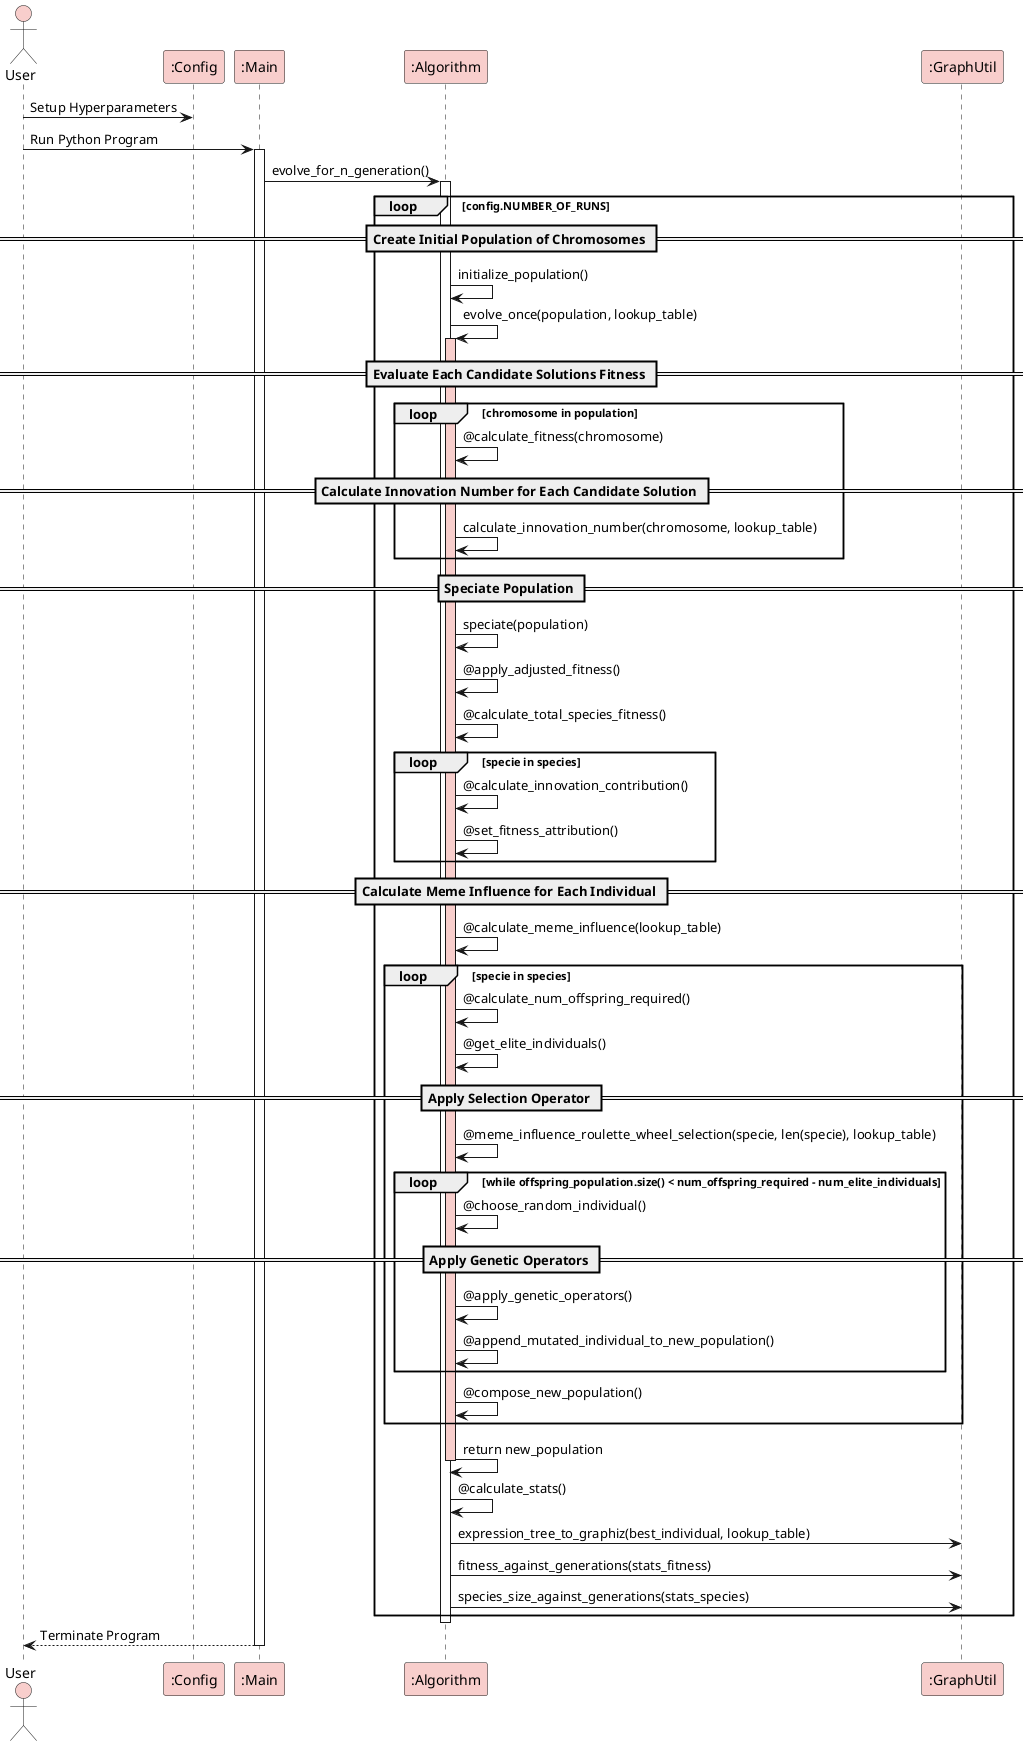 User
:Config
:Main
:Algorithm
:GraphUtil
Setup Hyperparameters
Run Python Program
evolve_for_n_generation()
loop [config.NUMBER_OF_RUNS]
Create Initial Population of Chromosomes
initialize_population()
evolve_once(population, lookup_table)
Evaluate Each Candidate Solutions Fitness
loop [chromosome in population]
@calculate_fitness(chromosome)
Calculate Innovation Number for Each Candidate Solution
calculate_innovation_number(chromosome, lookup_table)
Speciate Population
speciate(population)
@apply_adjusted_fitness()
@calculate_total_species_fitness()
loop [specie in species]
@calculate_innovation_contribution()
@set_fitness_attribution()
Calculate Meme Influence for Each Individual
@calculate_meme_influence(lookup_table)
loop [specie in species]
@calculate_num_offspring_required()
@get_elite_individuals()
Apply Selection Operator
@meme_influence_roulette_wheel_selection(specie, len(specie), lookup_table)
loop [while offspring_population.size() < num_offspring_required - num_elite_individuals]
@choose_random_individual()
Apply Genetic Operators
@apply_genetic_operators()
@append_mutated_individual_to_new_population()
@compose_new_population()
return new_population
@calculate_stats()
expression_tree_to_graphiz(best_individual, lookup_table)
fitness_against_generations(stats_fitness)
species_size_against_generations(stats_species)
Terminate Program
User
:Config
:Main
:Algorithm
:GraphUtil